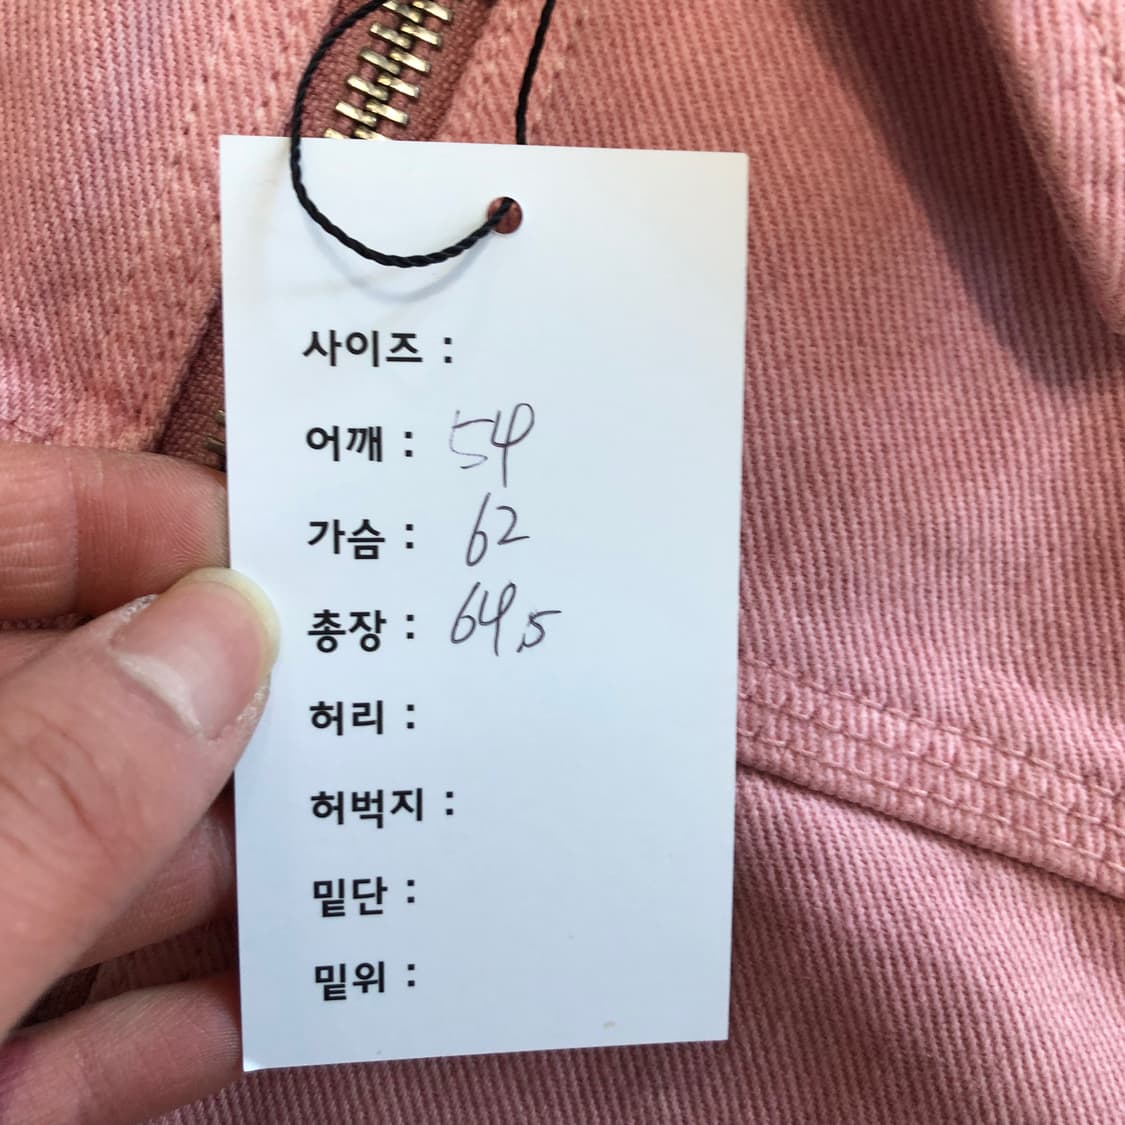 사이즈 :
어깨 : 54
가슴 : 62
총장 : 64.5
허리 :
허벅지 :
밑단 :
밑위 :